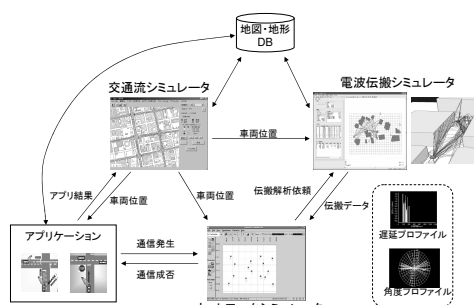 地図・地形
DB
交通流シミュレータ
電波伝搬シミュレータ
車両位置
アプリ結果
車両位置
車両位置
伝搬解析依頼
伝搬データ
アプリケーション
通信発生
通信成否
遅延プロファイル
角度プロファイル